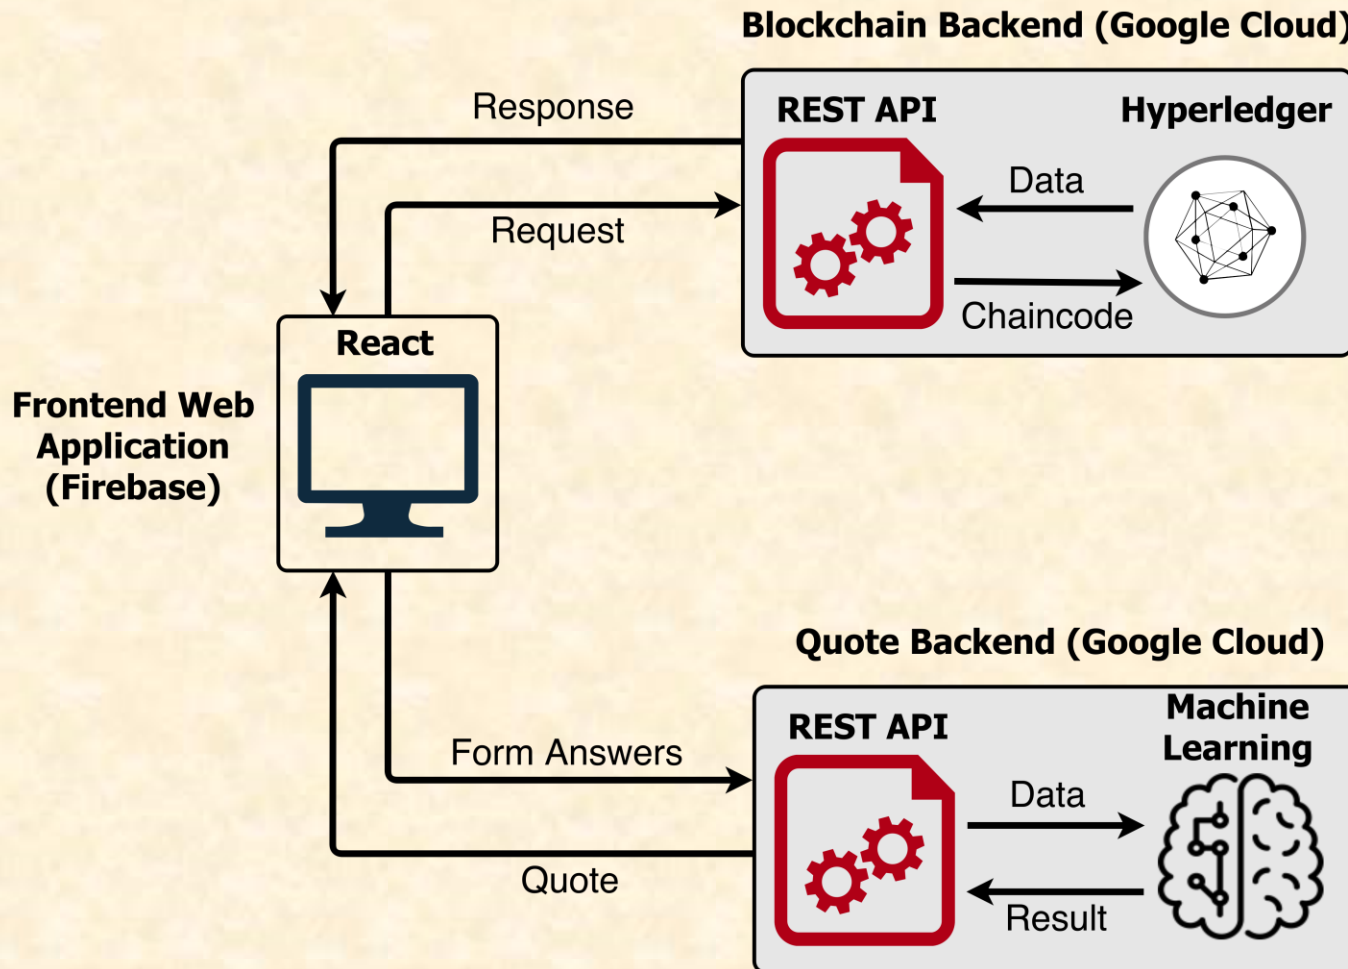 Blockchain Backend (Google Cloud)
Response
REST API
Hyperledger
Data
Request
Chaincode
React
Frontend Web
Application
(Firebase)
Quote Backend (Google Cloud)
REST API
Machine
Learning
Form Answers
Data
Quote
Result